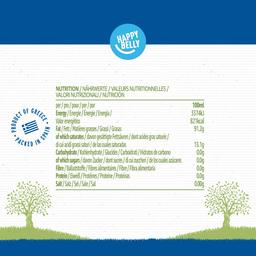 HAPPY
BELLY
NUTRITION / NÄHRWERTE / VALEURS NUTRITIONNELLES /
VALORI NUTRIZIONALI / NUTRICIÓN
per / pro / pour / per / por 100ml
Energy / Energie / Énergie / Energia / 3374kJ
Valor energético 821kcal
Fat / Fett / Matières grasses / Grassi / Grasas 91.2g
of which saturates / davon gesättigte Fettsäuren / dont acides gras saturés /
di cui acidi grassi saturi / de las cuales saturadas 15.1g
Carbohydrate / Kohlenhydrate / Glucides / Carboidrati / Hidratos de carbono 0.0g
of which sugars / davon Zucker / dont sucres / di cui zuccheri / de los cuales azúcares 0.0g
Fibre / Ballaststoffe / Fibres alimentaires / Fibre / Fibra alimentaria 0.0g
Protein / Eiweiß / Protéines / Proteine / Proteínas 0.0g
Salt / Salz / Sel / Sale / Sal 0.00g
PRODUCT OF GREECE
PACKED IN